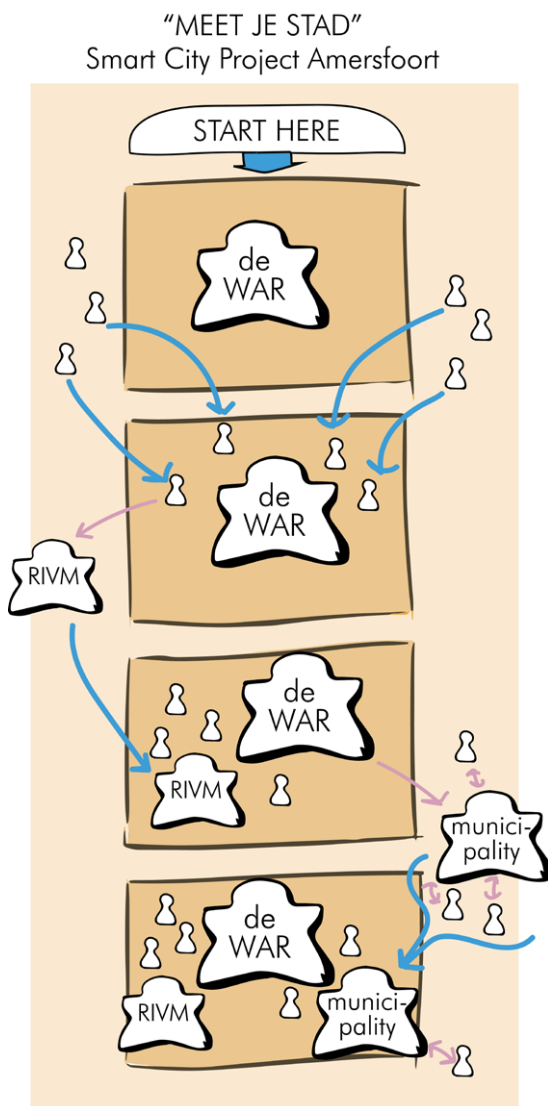 “MEET JE STAD”
Smart City Project Amersfoort
START HERE
de
WAR
de
WAR
RIVM
de
WAR
RIVM
munici-
pality
de
WAR
RIVM
munici-
pality